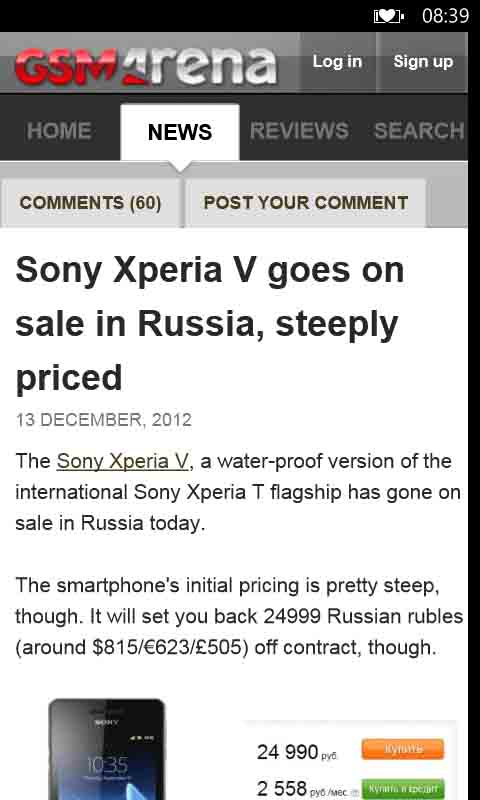 08:39
GSMArena
Log in
Sign up
HOME
NEWS
REVIEWS
SEARCH
COMMENTS (60)
POST YOUR COMMENT
Sony Xperia V goes on
sale in Russia, steeply
priced
13 DECEMBER, 2012
The Sony Xperia V, a water-proof version of the
international Sony Xperia T flagship has gone on
sale in Russia today.
The smartphone's initial pricing is pretty steep,
though. It will set you back 24999 Russian rubles
(around $815/€623/£505) off contract, though.
SONY
10:35
24 990 руб.
Купить
2 558 руб./мес.
Купить в кредит